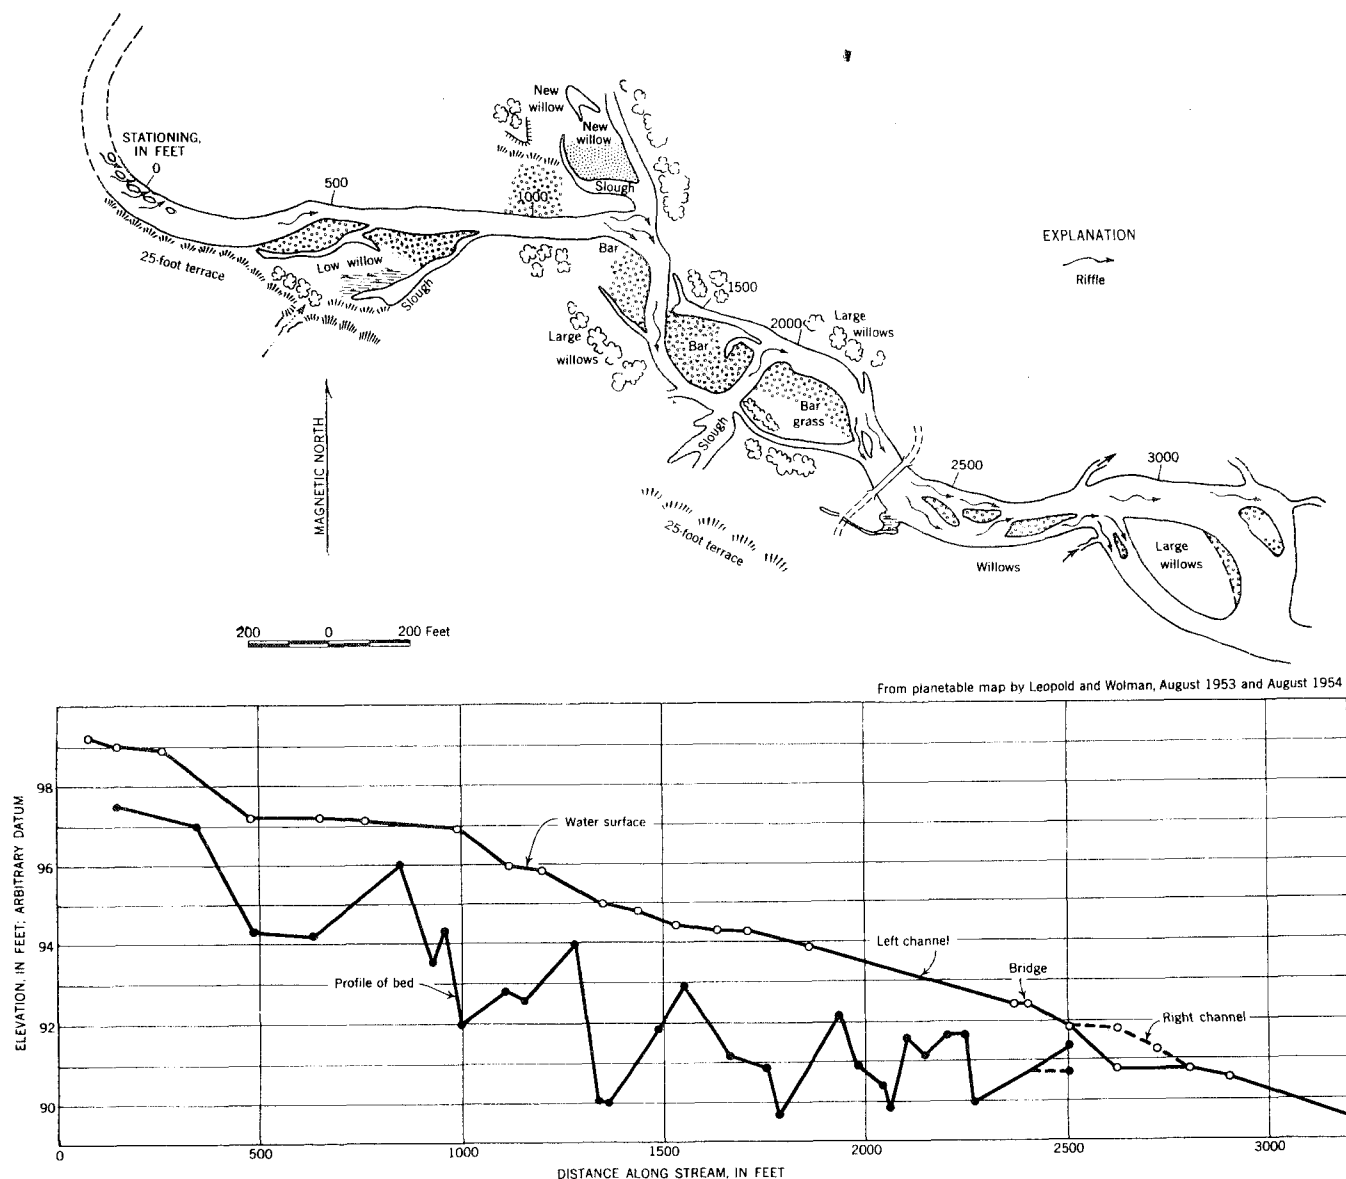 New
willow
New
willow
STATIONING,
IN FEET
0
500
1000
Slough
25-foot terrace
Low willow
Slough
Bar
1500
2000
Large
willows
EXPLANATION
Riffle
Large
willows
Bar
Bar
grass
Slough
MAGNETIC NORTH
2500
3000
25-foot terrace
Willows
Large
willows
200 0 200 Feet
From planetable map by Leopold and Wolman, August 1953 and August 1954
98
96
94
92
90
ELEVATION, IN FEET; ARBITRARY DATUM
Water surface
Profile of bed
Left channel
Bridge
Right channel
0 500 1000 1500 2000 2500 3000
DISTANCE ALONG STREAM, IN FEET